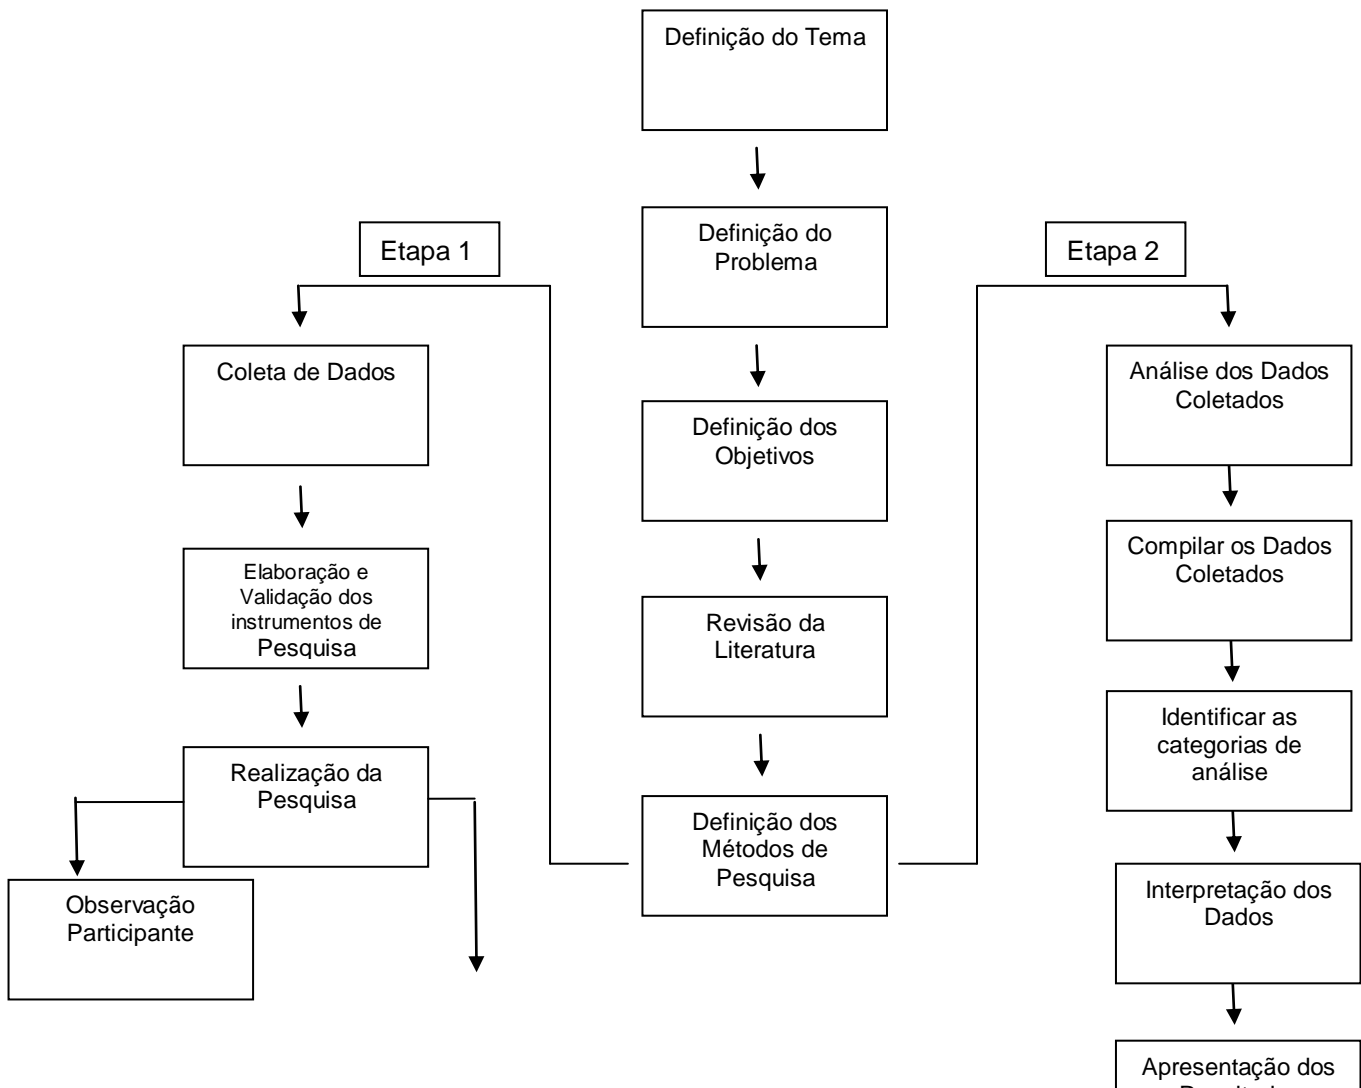 Definição do Tema
Definição do
Problema
Etapa 1
Etapa 2
Coleta de Dados
Definição dos
Objetivos
Análise dos Dados
Coletados
Elaboração e
Validação dos
instrumentos de
Pesquisa
Revisão da
Literatura
Compilar os Dados
Coletados
Realização da
Pesquisa
Definição dos
Métodos de
Pesquisa
Identificar as
categorias de
análise
Observação
Participante
Interpretação dos
Dados
Apresentação dos